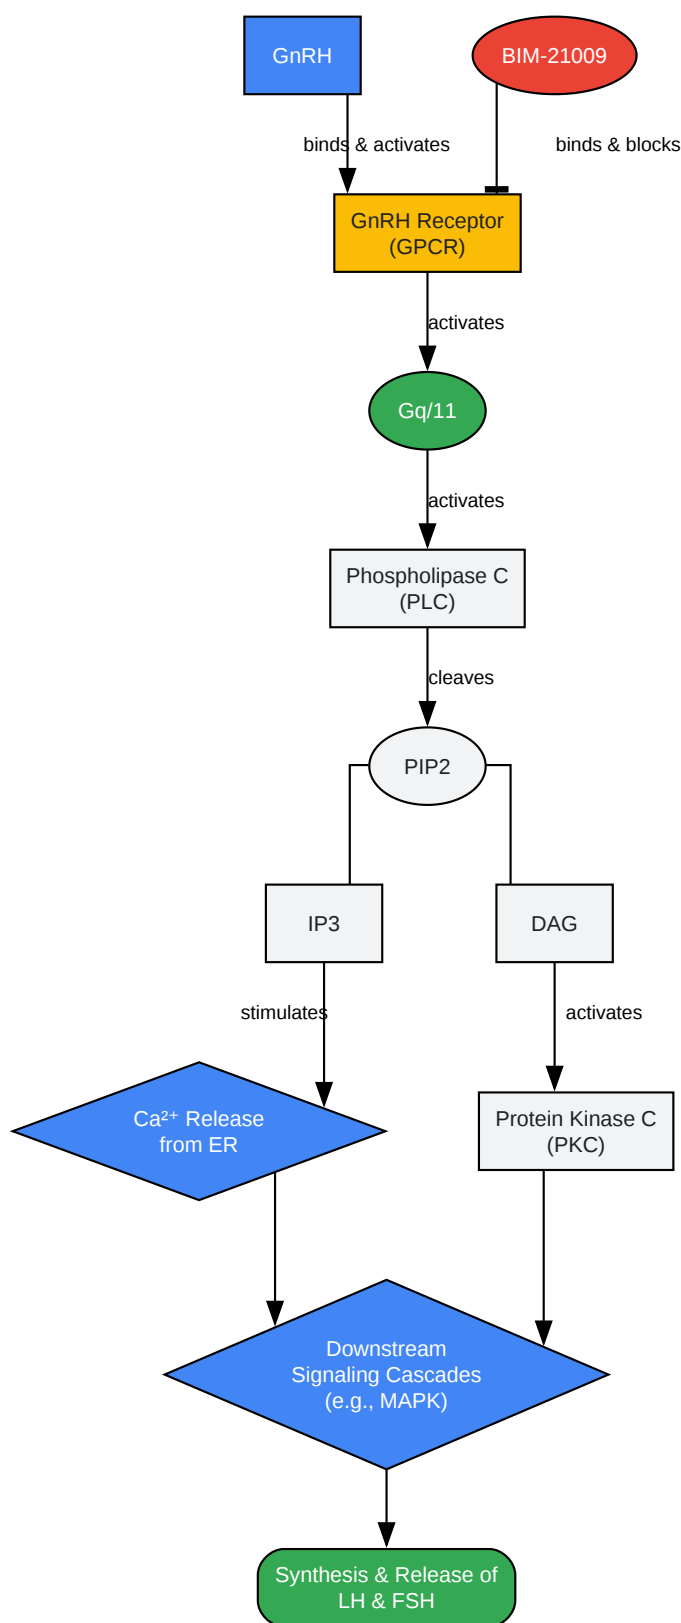 GnRH
BIM-21009
binds & activates
binds & blocks
GnRH Receptor
(GPCR)
activates
Gq/11
activates
Phospholipase C
(PLC)
cleaves
PIP2
IP3
DAG
stimulates
activates
Ca²⁺ Release
from ER
Protein Kinase C
(PKC)
Downstream
Signaling Cascades
(e.g., MAPK)
Synthesis & Release of
LH & FSH